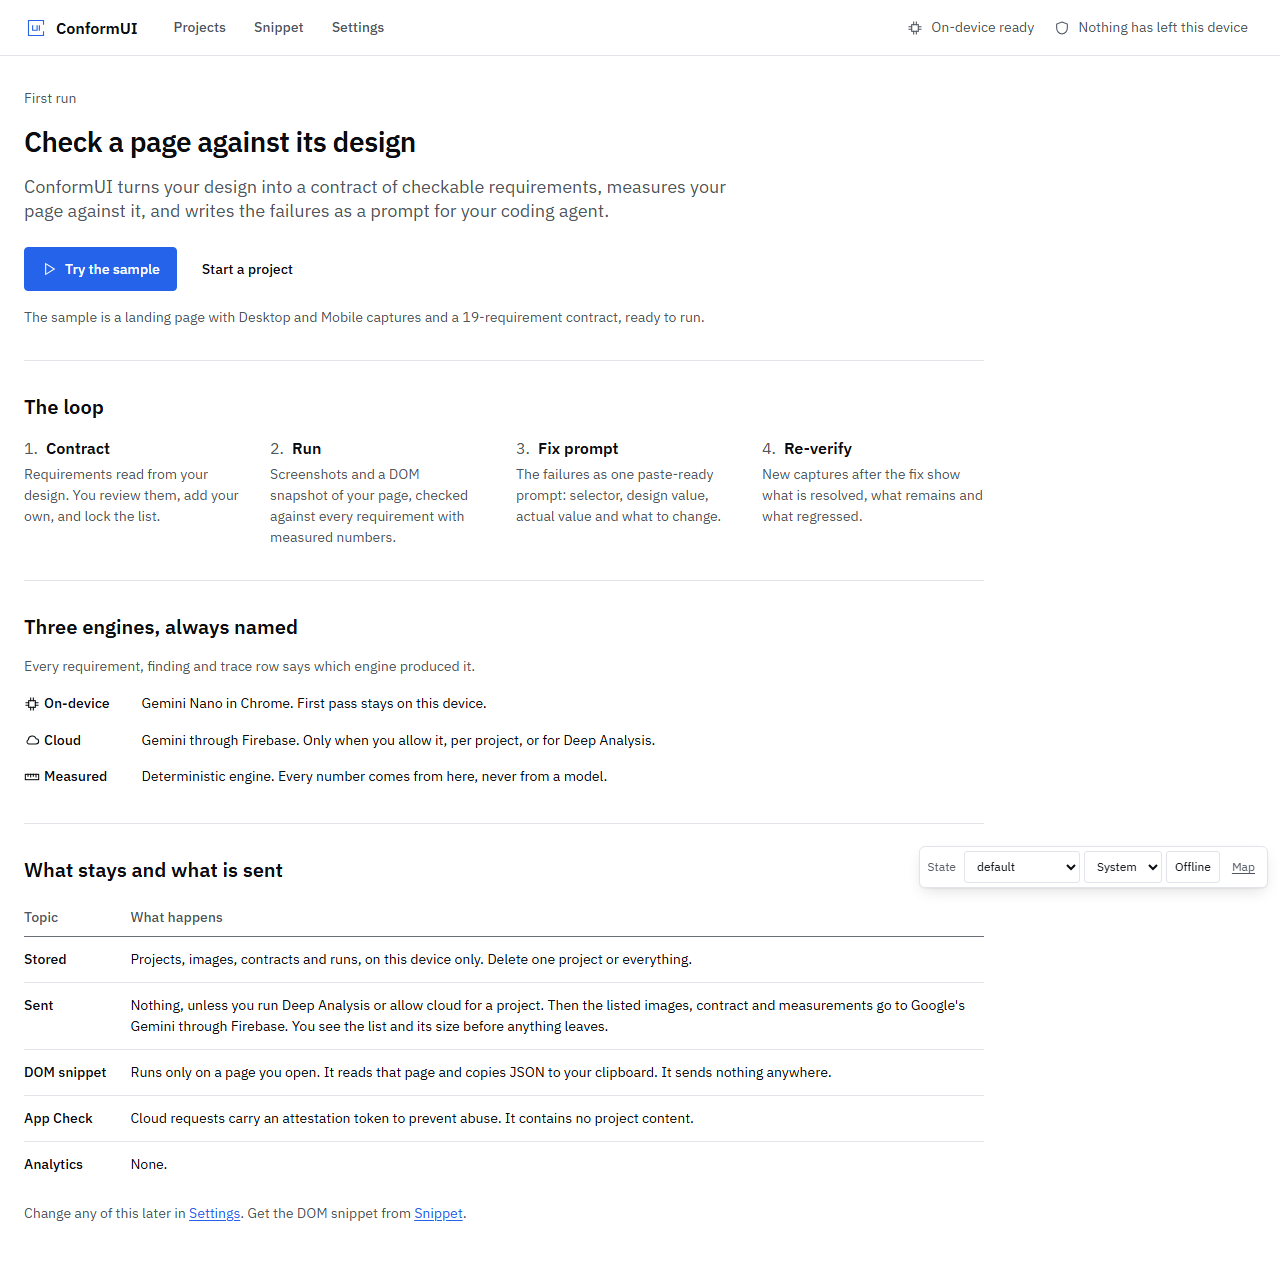 UI ConformUI Projects Snippet Settings On-device ready Nothing has left this device
First run
Check a page against its design
ConformUI turns your design into a contract of checkable requirements, measures your
page against it, and writes the failures as a prompt for your coding agent.
Try the sample Start a project
The sample is a landing page with Desktop and Mobile captures and a 19-requirement contract, ready to run.
The loop
1. Contract
Requirements read from your
design. You review them, add your
own, and lock the list.
2. Run
Screenshots and a DOM
snapshot of your page, checked
against every requirement with
measured numbers.
3. Fix prompt
The failures as one paste-ready
prompt: selector, design value,
actual value and what to change.
4. Re-verify
New captures after the fix show
what is resolved, what remains and
what regressed.
Three engines, always named
Every requirement, finding and trace row says which engine produced it.
On-device Gemini Nano in Chrome. First pass stays on this device.
Cloud Gemini through Firebase. Only when you allow it, per project, or for Deep Analysis.
Measured Deterministic engine. Every number comes from here, never from a model.
What stays and what is sent
State default System Offline Map
Topic What happens
Stored Projects, images, contracts and runs, on this device only. Delete one project or everything.
Sent Nothing, unless you run Deep Analysis or allow cloud for a project. Then the listed images, contract and measurements go to Google's
Gemini through Firebase. You see the list and its size before anything leaves.
DOM snippet Runs only on a page you open. It reads that page and copies JSON to your clipboard. It sends nothing anywhere.
App Check Cloud requests carry an attestation token to prevent abuse. It contains no project content.
Analytics None.
Change any of this later in Settings. Get the DOM snippet from Snippet.